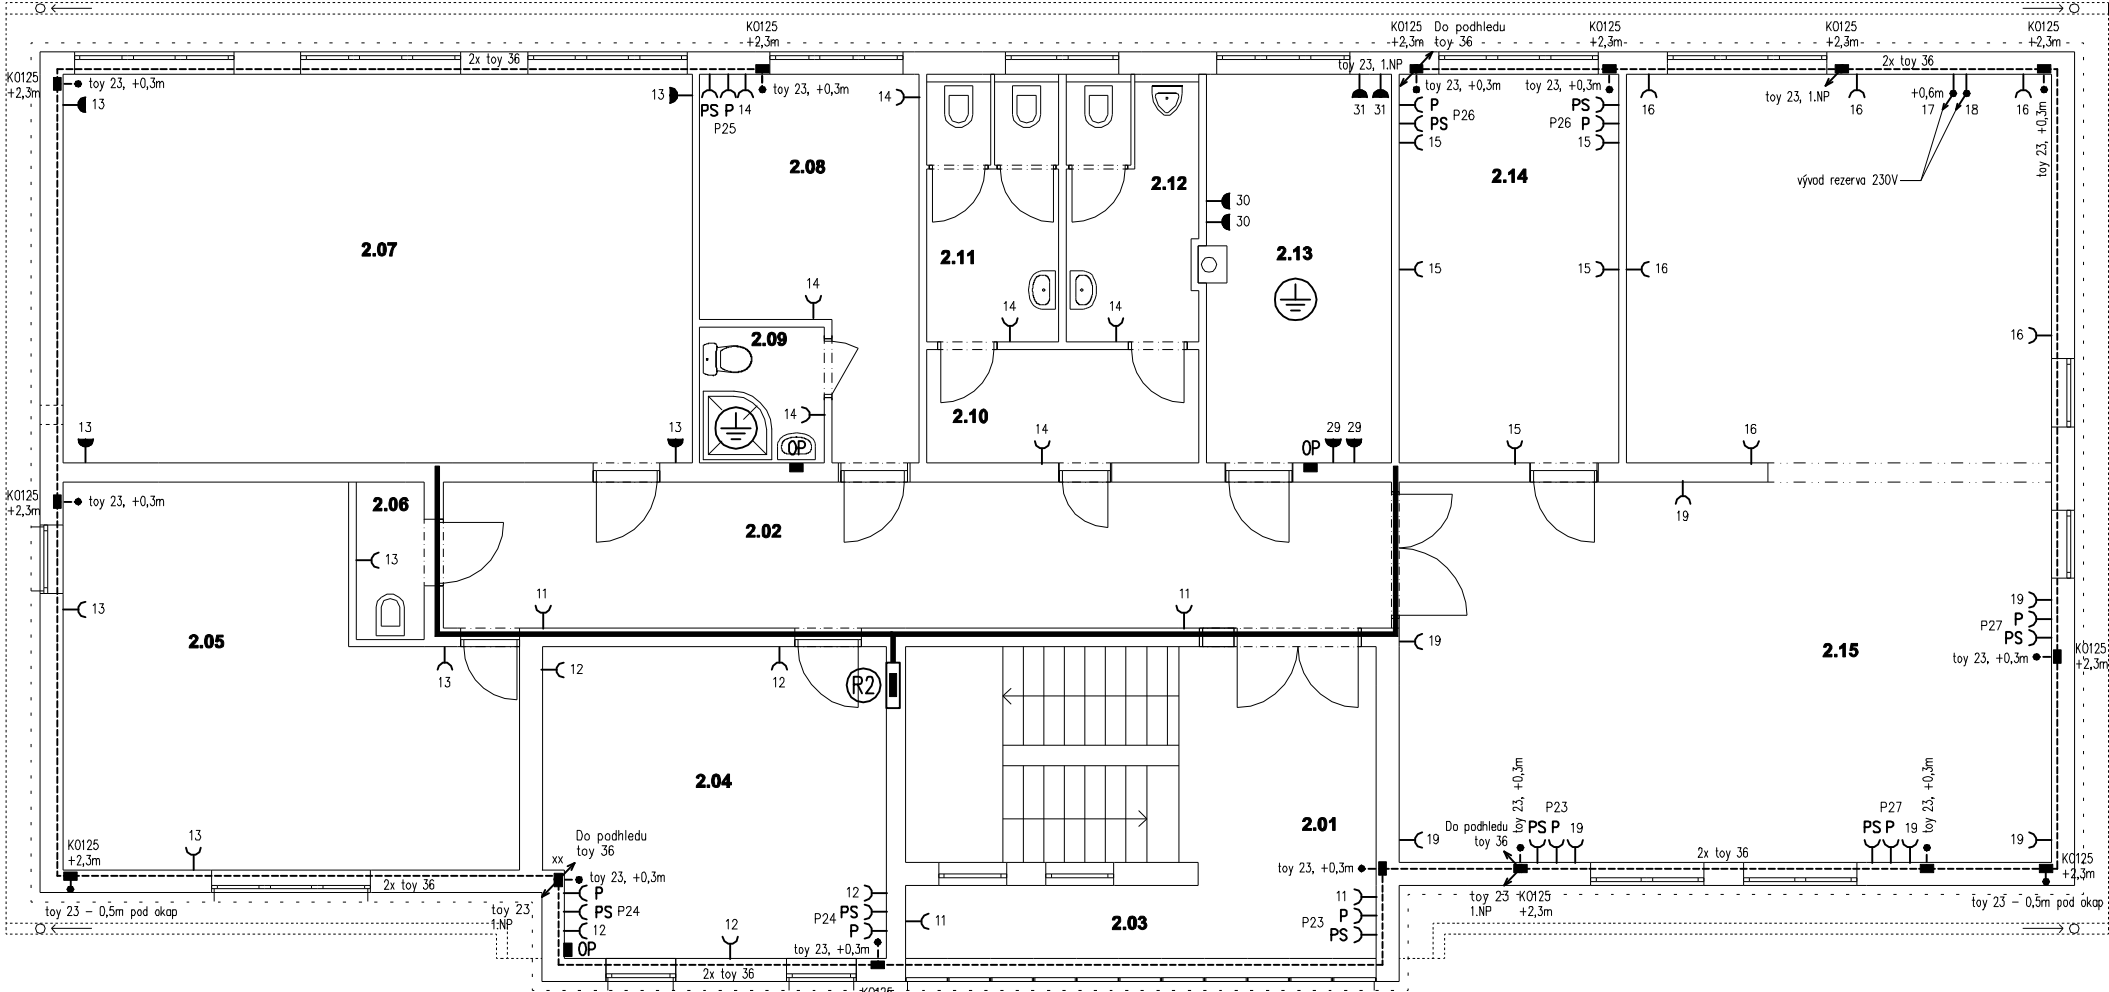 K0125
+2,3m
K0125
+2,3m
Do podhledu
toy 36
K0125
+2,3m
K0125
+2,3m
K0125
+2,3m
2x toy 36
toy 23, 1.NP
2x toy 36
K0125
+2,3m
toy 23, +0,3m
13
13
PS P 14
P25
toy 23, +0,3m
14
31 31
toy 23, +0,3m
P
PS
P26
15
toy 23, +0,3m
PS
P26 P
15
16
toy 23, 1.NP
16
+0,6m
17 18
16
toy 23, +0,3m
vývod rezerva 230V
2.08
2.12
2.14
30
30
2.07
2.11
2.13
15
15
16
14
14
14
2.09
16
14
2.10
13
13
OP
14
OP
29 29
15
16
K0125
+2,3m
toy 23, +0,3m
2.06
2.02
19
13
13
11
11
19
P
P27
PS
toy 23, +0,3m
K0125
+2,3m
2.05
19
2.15
13
12
12
R2
2.04
2.01
13
K0125
+2,3m
Do podhledu
toy 36
xx
19
Do podhledu
toy 36
toy 23, +0,3m
P23
PS P 19
P27
PS P 19
toy 23, +0,3m
19
2x toy 36
K0125
+2,3m
2x toy 36
toy 23, +0,3m
toy 23, +0,3m
toy 23 - 0,5m pod okap
toy 23
1.NP
P
PS P24
12
OP
12
PS
P24
P
toy 23, +0,3m
12
11
2.03
11
P
P23
PS
toy 23
1.NP
K0125
+2,3m
toy 23 - 0,5m pod okap
2x toy 36
K0125